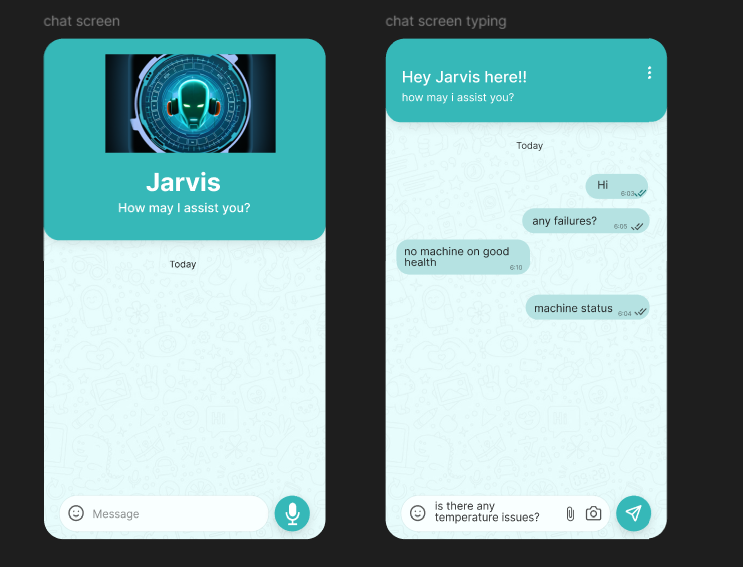 chat screen
Jarvis
How may I assist you?
Today
Message
chat screen typing
Hey Jarvis here!!
how may i assist you?
Today
Hi
6:03
any failures?
6:05
no machine on good
health
6:10
machine status
6:04
is there any
temperature issues?